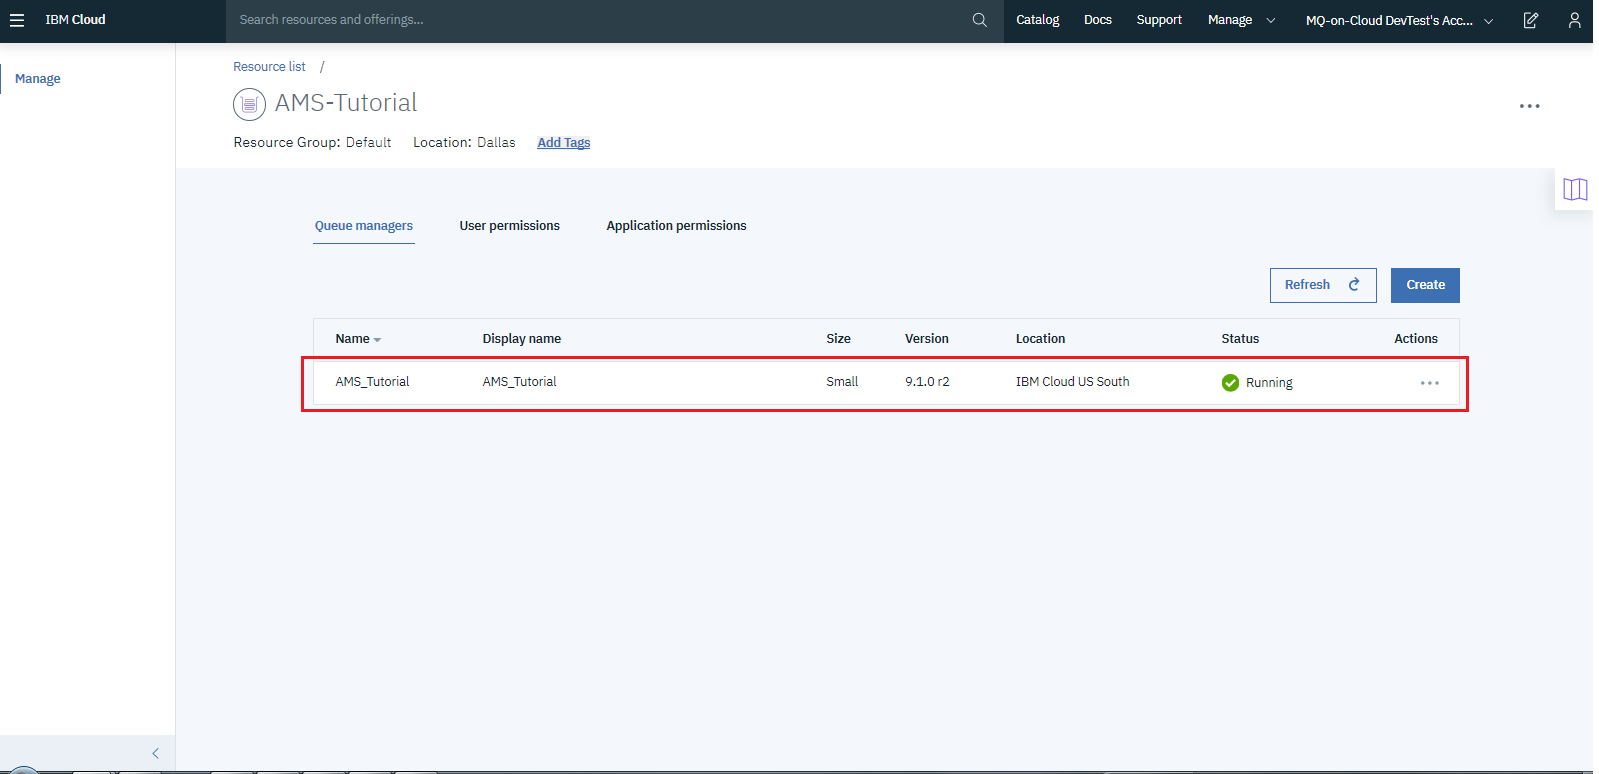 IBM Cloud
Search resources and offerings...
Catalog Docs Support Manage MQ-on-Cloud DevTest's Acc...
Manage
Resource list /
AMS-Tutorial
Resource Group: Default Location: Dallas Add Tags
Queue managers User permissions Application permissions
Refresh Create
Name Display name Size Version Location Status Actions
AMS_Tutorial AMS_Tutorial Small 9.1.0 r2 IBM Cloud US South Running